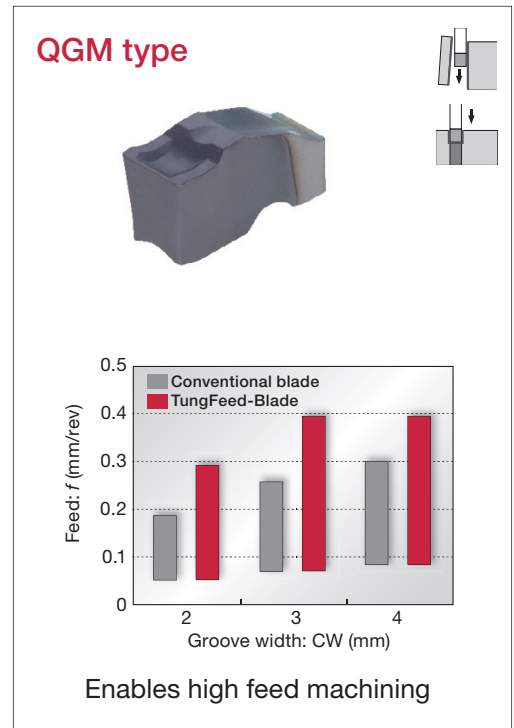 QGM type
0.5
0.4
0.3
0.2
0.1
0
Feed: f (mm/rev)
Conventional blade
TungFeed-Blade
2 3 4
Groove width: CW (mm)
Enables high feed machining